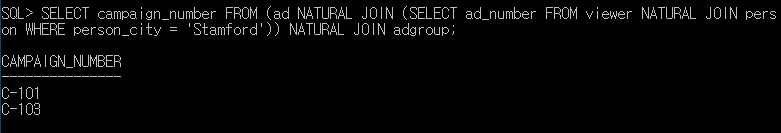 SQL> SELECT campaign_number FROM (ad NATURAL JOIN (SELECT ad_number FROM viewer NATURAL JOIN pers
on WHERE person_city = 'Stamford')) NATURAL JOIN adgroup;
CAMPAIGN_NUMBER
---------------
C-101
C-103